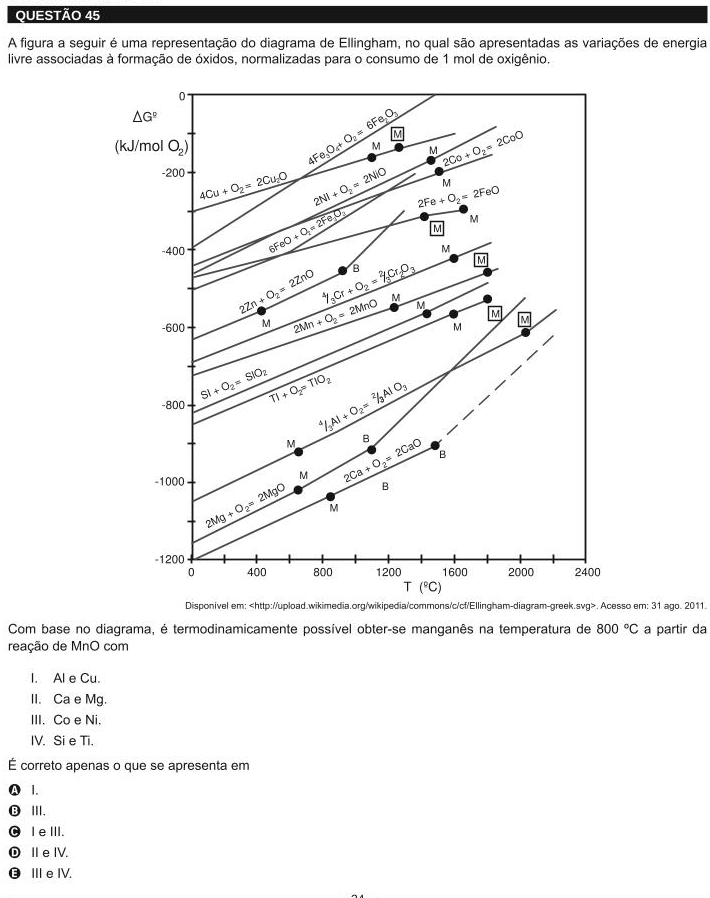 QUESTÃO 45
A figura a seguir é uma representação do diagrama de Ellingham, no qual são apresentadas as variações de energia
livre associadas à formação de óxidos, normalizadas para o consumo de 1 mol de oxigênio.
ΔGº
(kJ/mol O₂)
0
-200
-400
-600
-800
-1000
-1200
4Fe₃O₄+ O₂= 6Fe₂O₃
M
M
4Cu + O₂= 2Cu₂O
M
2Co + O₂= 2CoO
2NI + O₂= 2NiO
M
2Fe + O₂= 2FeO
6FeO + O₂=2Fe₃O₂
M
M
B
M
M
2Zn + O₂= 2ZnO
⁴/₃Cr + O₂= ²/₃Cr₂O₃
M
M
M
2Mn + O₂= 2MnO
M
M
M
SI + O₂= SIO₂
TI + O₂=TIO₂
⁴/₃Al + O₂= ²/₃Al O₃
M
B
B
2Ca + O₂= 2CaO
M
B
2Mg + O₂= 2MgO
M
0 400 800 1200 1600 2000 2400
T (ºC)
Disponível em: <http://upload.wikimedia.org/wikipedia/commons/c/cf/Ellingham-diagram-greek.svg>. Acesso em: 31 ago. 2011.
Com base no diagrama, é termodinamicamente possível obter-se manganês na temperatura de 800 ºC a partir da
reação de MnO com
I. Al e Cu.
II. Ca e Mg.
III. Co e Ni.
IV. Si e Ti.
É correto apenas o que se apresenta em
A I.
B III.
C I e III.
D II e IV.
E III e IV.